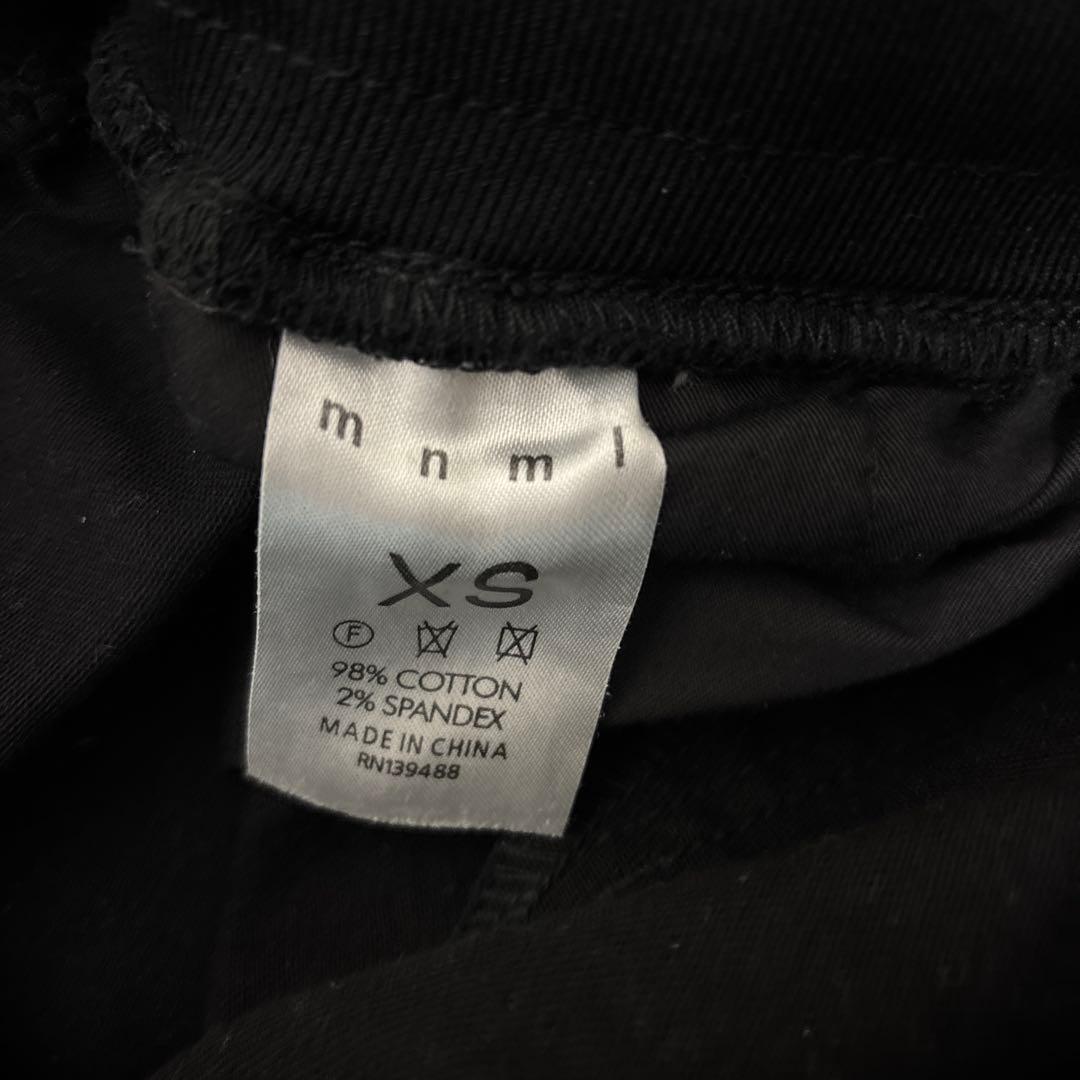 m n m l
XS
F
98% COTTON
2% SPANDEX
MADE IN CHINA
RN139488